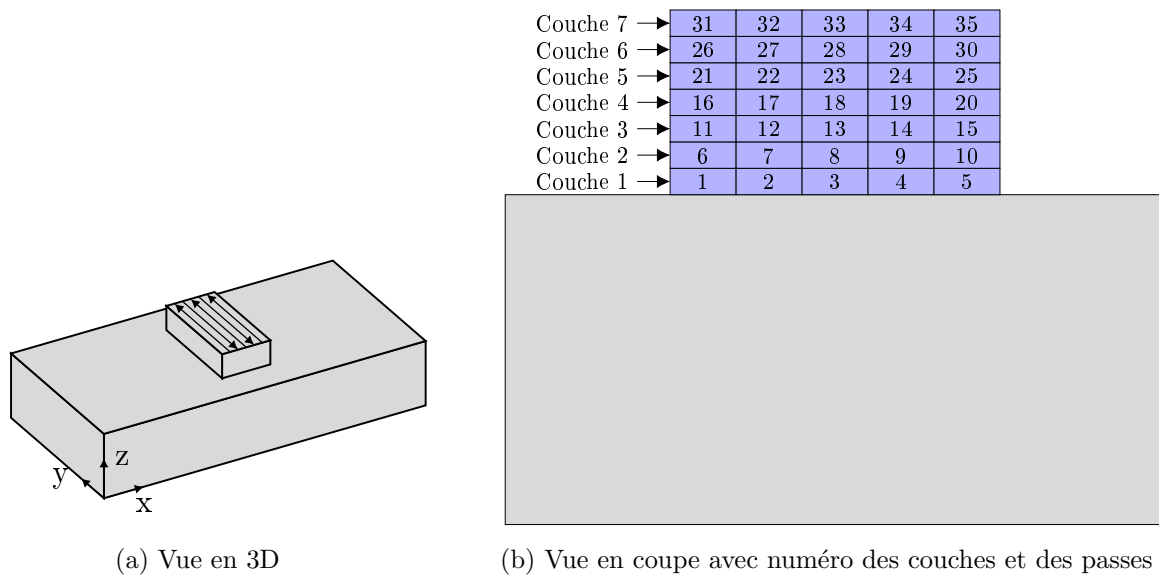 Couche 7 31 32 33 34 35
Couche 6 26 27 28 29 30
Couche 5 21 22 23 24 25
Couche 4 16 17 18 19 20
Couche 3 11 12 13 14 15
Couche 2 6 7 8 9 10
Couche 1 1 2 3 4 5
z
y
x
(a) Vue en 3D
(b) Vue en coupe avec numéro des couches et des passes